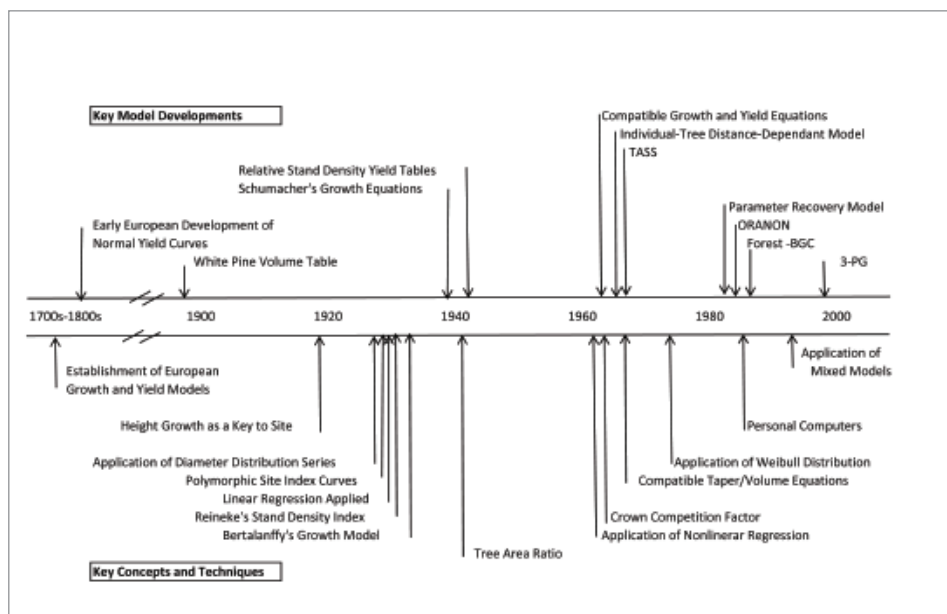 Key Model Developments
Compatible Growth and Yield Equations
Individual-Tree Distance-Dependant Model
TASS
Relative Stand Density Yield Tables
Schumacher's Growth Equations
Parameter Recovery Model
ORANON
Forest -BGC
3-PG
Early European Development of
Normal Yield Curves
White Pine Volume Table
1700s-1800s 1900 1920 1940 1960 1980 2000
Establishment of European
Growth and Yield Models
Application of
Mixed Models
Height Growth as a Key to Site
Personal Computers
Application of Diameter Distribution Series
Application of Weibull Distribution
Polymorphic Site Index Curves
Compatible Taper/Volume Equations
Linear Regression Applied
Reineke's Stand Density Index
Crown Competition Factor
Bertalanffy's Growth Model
Application of Nonlinerar Regression
Tree Area Ratio
Key Concepts and Techniques